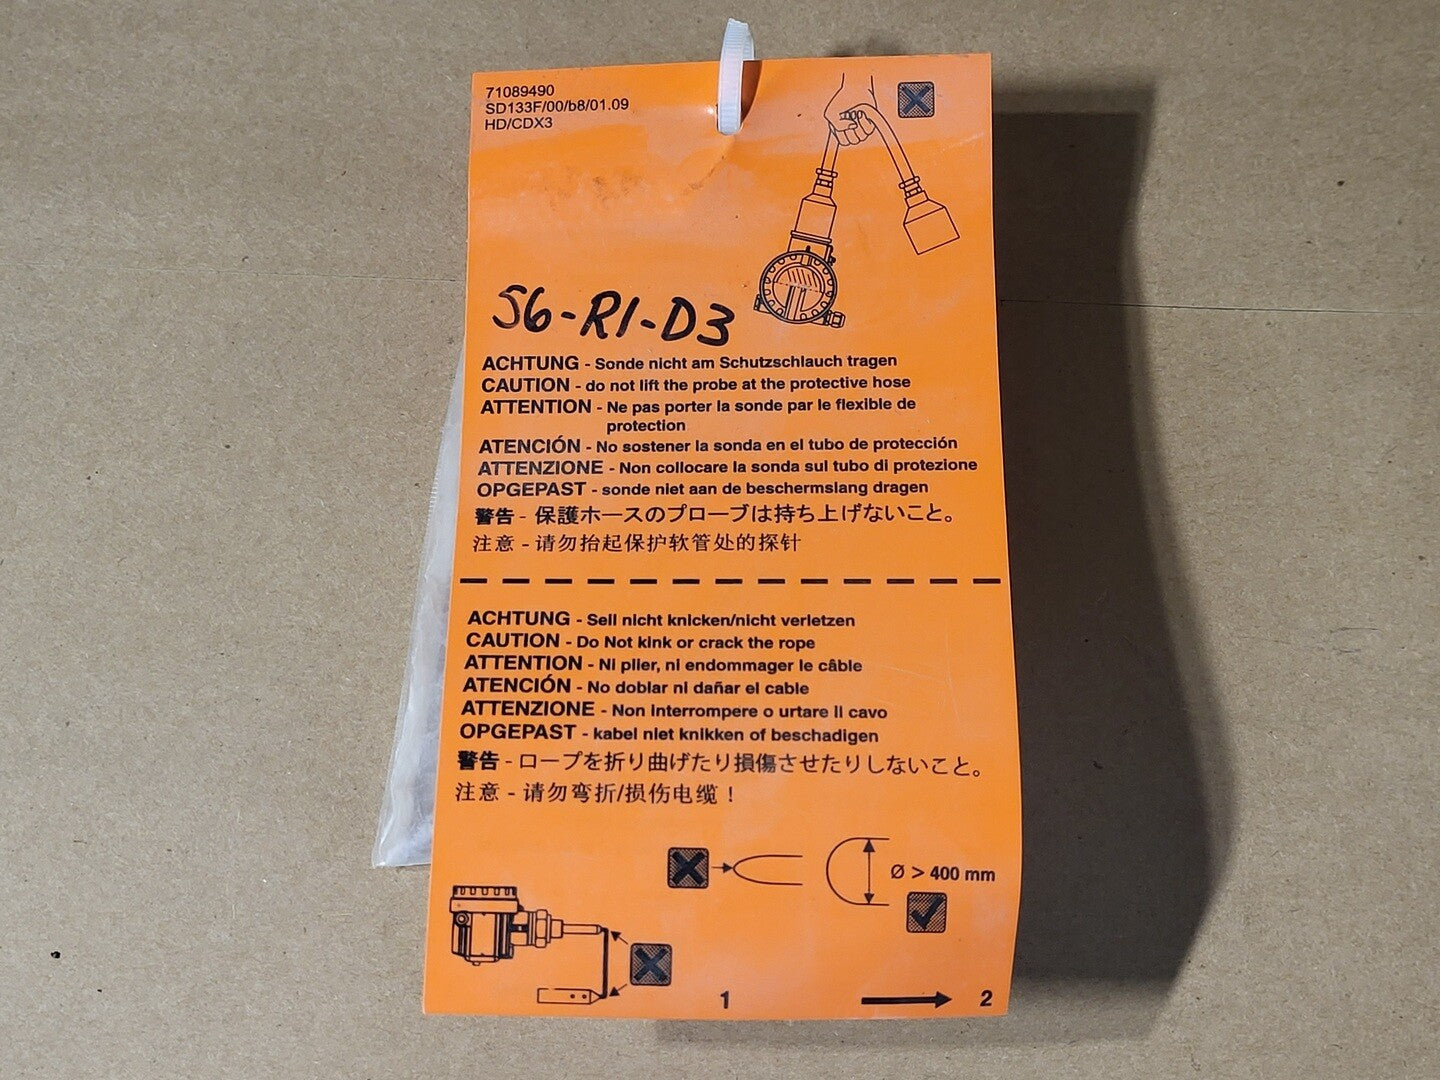 71089490
SD133F/00/b8/01.09
HD/CDX3
S6-R1-D3
ACHTUNG - Sonde nicht am Schutzschlauch tragen
CAUTION - do not lift the probe at the protective hose
ATTENTION - Ne pas porter la sonde par le flexible de
protection
ATENCIÓN - No sostener la sonda en el tubo de protección
ATTENZIONE - Non collocare la sonda sul tubo di protezione
OPGEPAST - sonde niet aan de beschermslang dragen
警告 - 保護ホースのプローブは持ち上げないこと。
注意 - 请勿抬起保护软管处的探针
ACHTUNG - Seil nicht knicken/nicht verletzen
CAUTION - Do Not kink or crack the rope
ATTENTION - Ni plier, ni endommager le câble
ATENCIÓN - No doblar ni dañar el cable
ATTENZIONE - Non interrompere o urtare il cavo
OPGEPAST - kabel niet knikken of beschadigen
警告 - ロープを折り曲げたり損傷させたりしないこと。
注意 - 请勿弯折/损伤电缆！
Ø > 400 mm
1
2